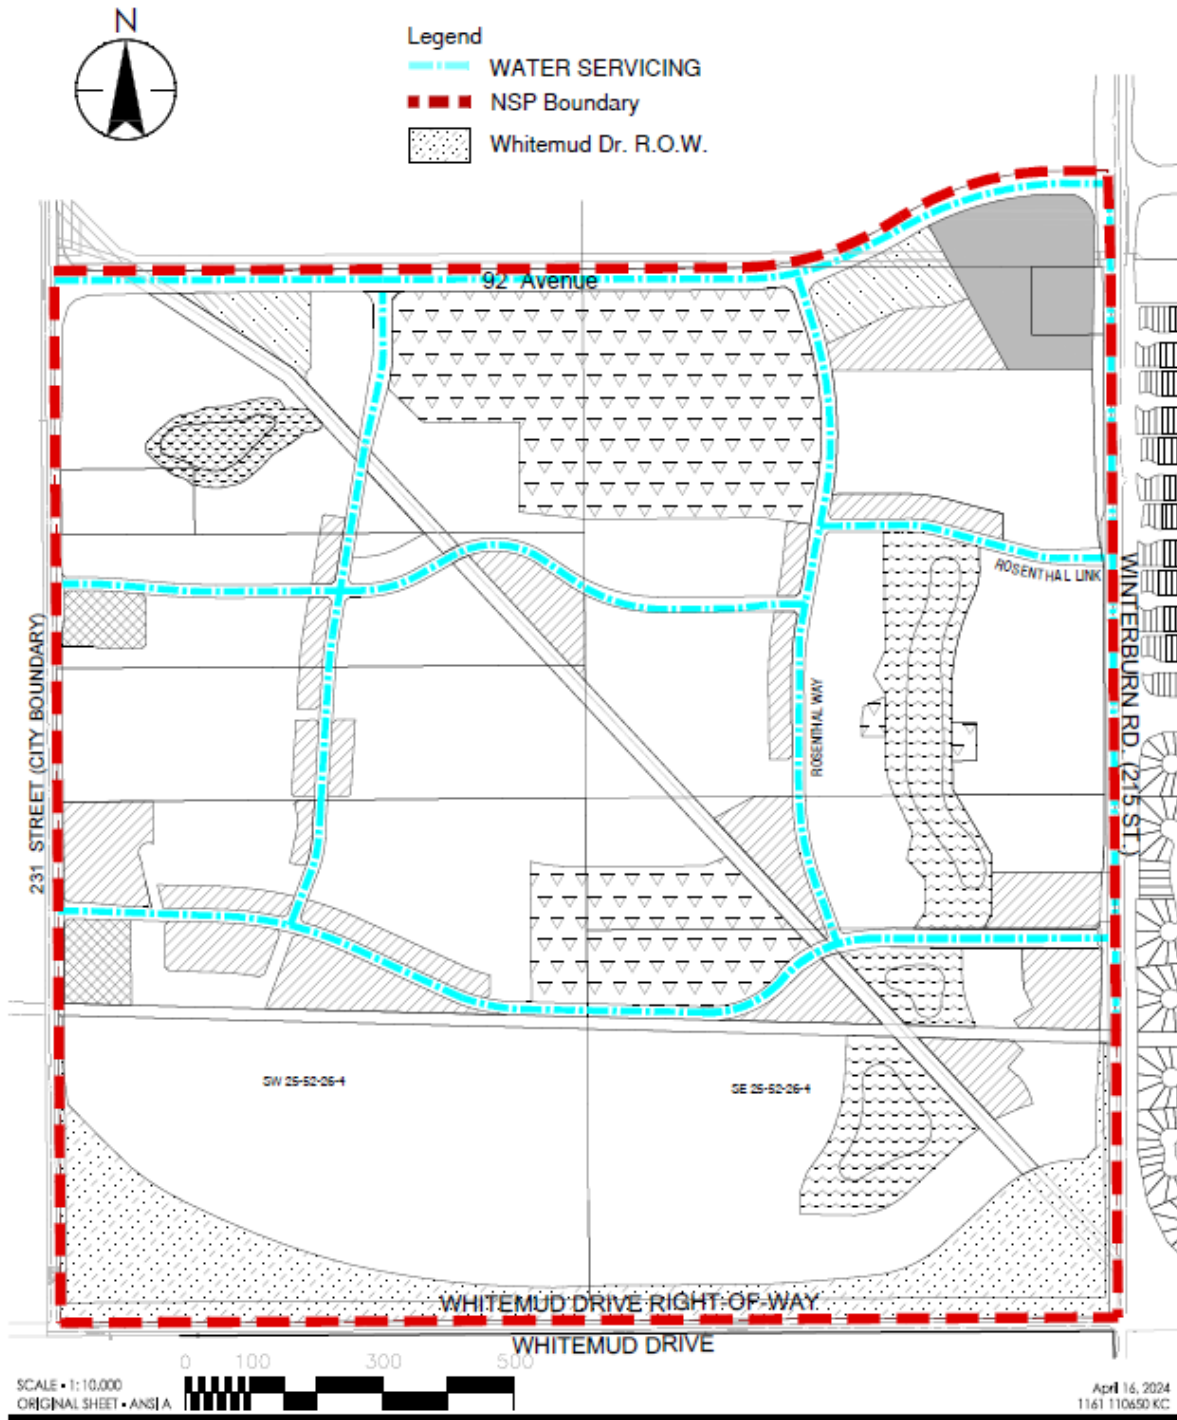 N
Legend
WATER SERVICING
NSP Boundary
Whitemud Dr. R.O.W.
92 Avenue
ROSENTHAL LINK
WINTERBURN RD. (215 ST.)
231 STREET (CITY BOUNDARY)
ROSENTHAL WAY
SW 25-52-26-4
SE 25-52-26-4
WHITEMUD DRIVE RIGHT-OF-WAY
WHITEMUD DRIVE
0 100 300 500
SCALE • 1:10,000
ORIGINAL SHEET • ANSI A
April 16, 2024
1161 110650 KC